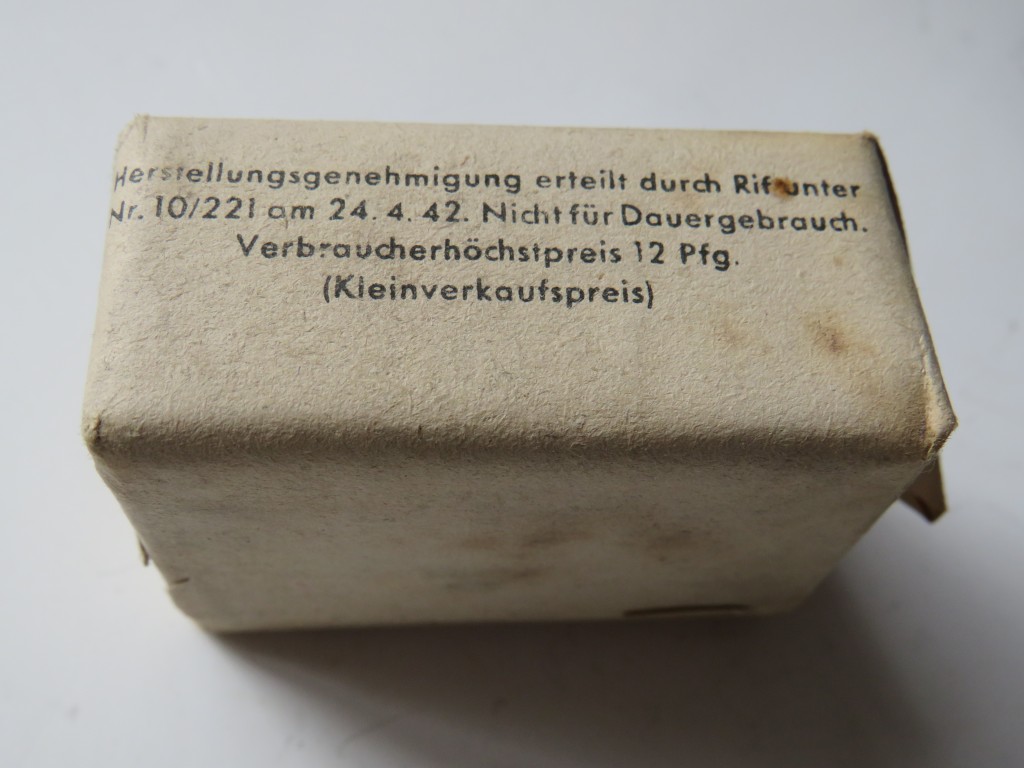 Herstellungsgenehmigung erteilt durch Rif unter
Nr. 10/221 am 24. 4. 42. Nicht für Dauergebrauch.
Verbraucherhöchstpreis 12 Pfg.
(Kleinverkaufspreis)